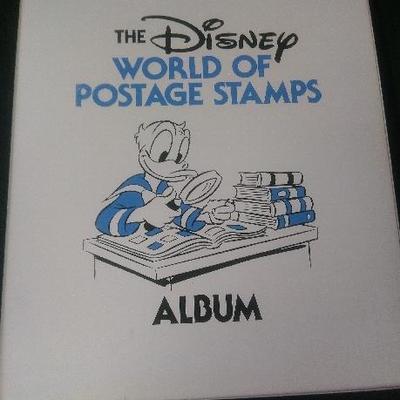 THE Disney
WORLD OF
POSTAGE STAMPS
ALBUM